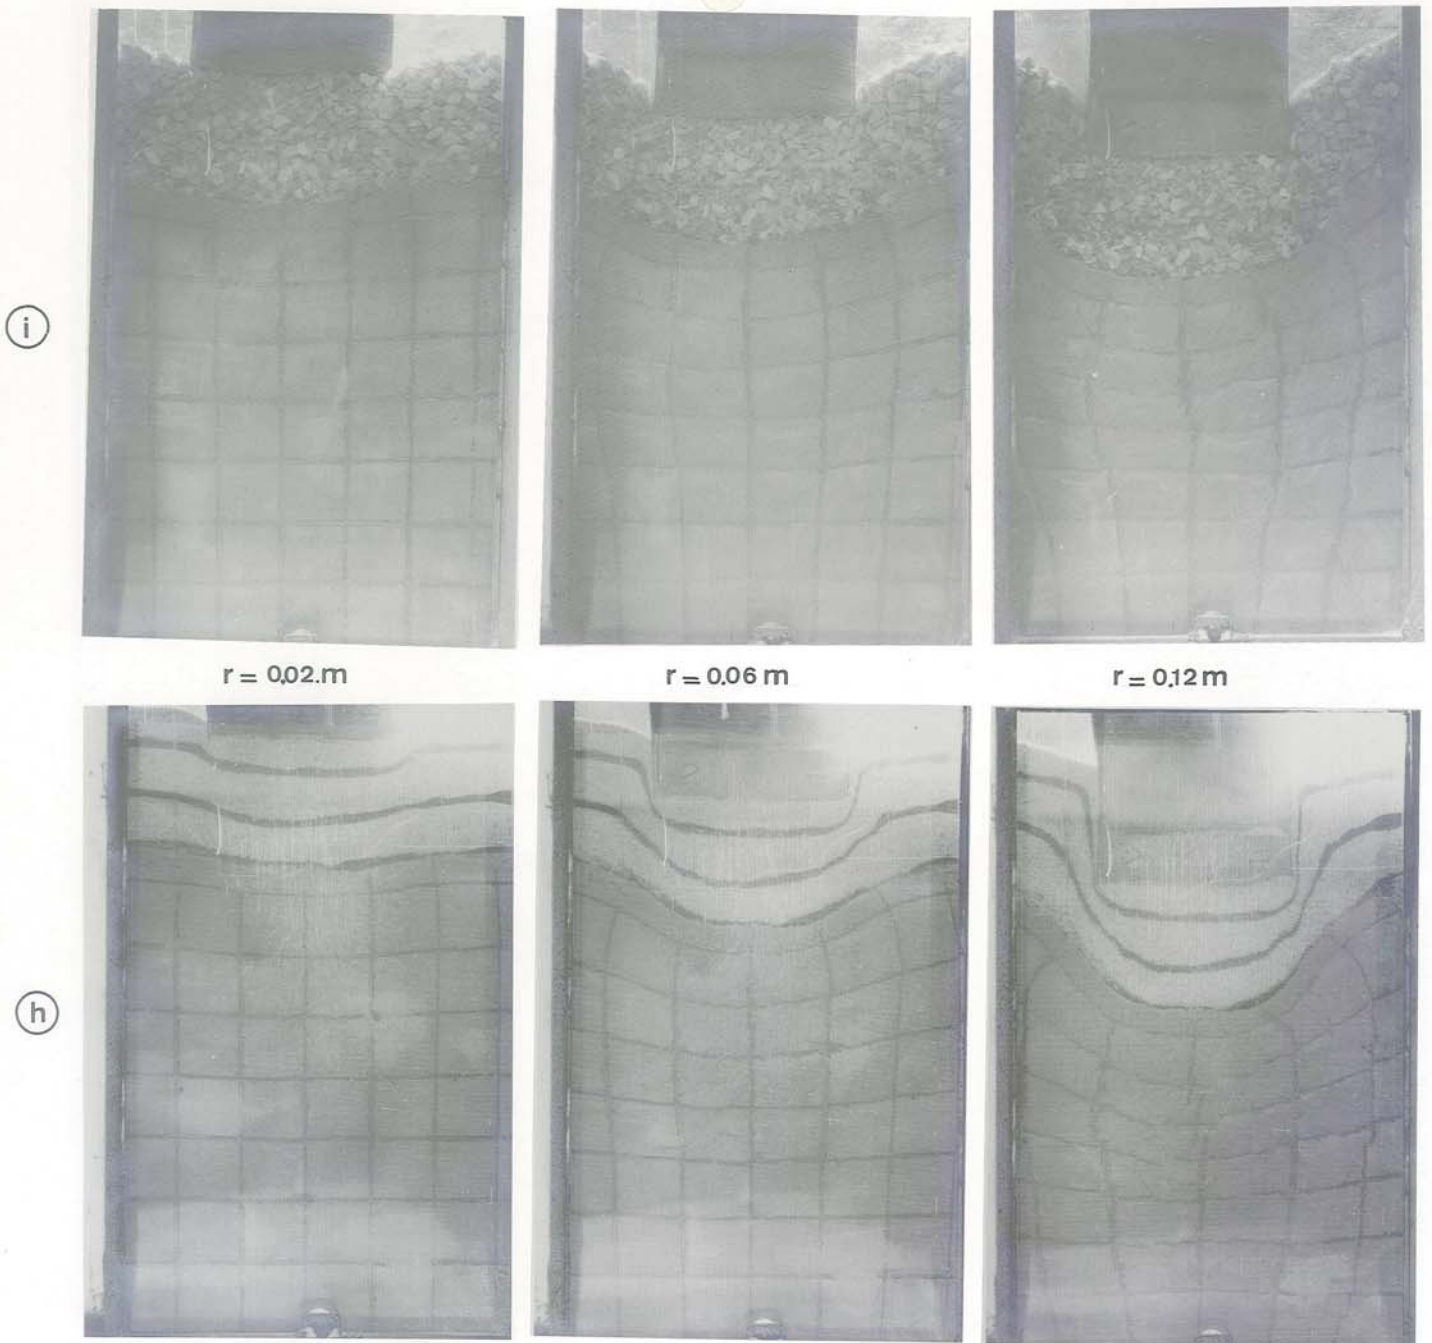 i
r = 0,02.m
r = 0.06 m
r = 0,12 m
h